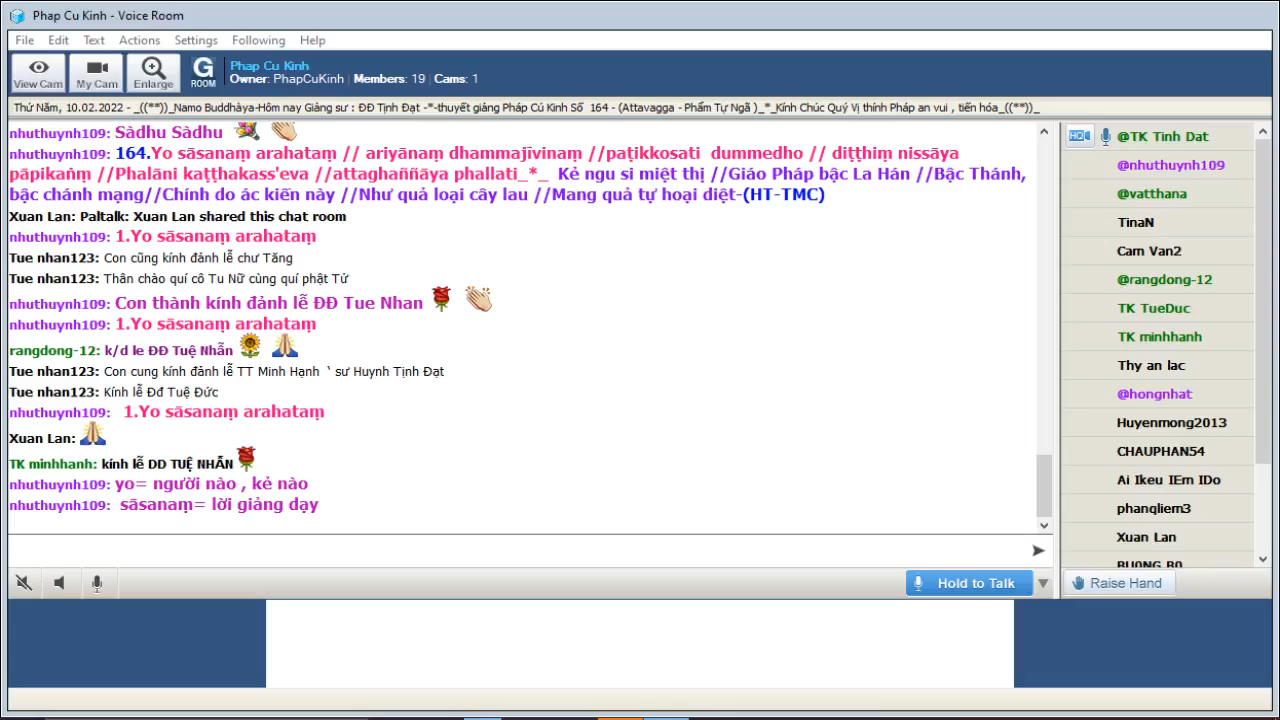 Phap Cu Kinh - Voice Room
File Edit Text Actions Settings Following Help
View Cam My Cam Enlarge G ROOM
Phap Cu Kinh
Owner: PhapCuKinh | Members: 19 | Cams: 1
Thứ Năm, 10.02.2022 - _((**))_Namo Buddhàya-Hôm nay Giảng sư : ĐĐ Tịnh Đạt -*-thuyết giảng Pháp Cú Kinh Số 164 - (Attavagga - Phẩm Tự Ngã )_*_Kính Chúc Quý Vị thính Pháp an vui , tiến hóa_((**))_
nhuthuynh109: Sàdhu Sàdhu
nhuthuynh109: 164.Yo sāsanaṃ arahataṃ // ariyānaṃ dhammajīvinaṃ //paṭikkosati dummedho // diṭṭhiṃ nissāya
pāpikaṅṃ //Phalāni kaṭṭhakass'eva //attaghaññāya phallati_*_ Kẻ ngu si miệt thị //Giáo Pháp bậc La Hán //Bậc Thánh,
bậc chánh mạng//Chính do ác kiến này //Như quả loại cây lau //Mang quả tự hoại diệt-(HT-TMC)
Xuan Lan: Paltalk: Xuan Lan shared this chat room
nhuthuynh109: 1.Yo sāsanaṃ arahataṃ
Tue nhan123: Con cũng kính đảnh lễ chư Tăng
Tue nhan123: Thân chào quí cô Tu Nữ cùng quí phật Tử
nhuthuynh109: Con thành kính đảnh lễ ĐĐ Tue Nhan
nhuthuynh109: 1.Yo sāsanaṃ arahataṃ
rangdong-12: k/d le ĐĐ Tuệ Nhẫn
Tue nhan123: Con cung kính đãnh lễ TT Minh Hạnh ‛ sư Huynh Tịnh Đạt
Tue nhan123: Kính lễ Đđ Tuệ Đức
nhuthuynh109: 1.Yo sāsanaṃ arahataṃ
Xuan Lan:
TK minhhanh: kính lễ DD TUỆ NHẪN
nhuthuynh109: yo= người nào , kẻ nào
nhuthuynh109: sāsanaṃ= lời giảng dạy
HD
@TK Tinh Dat
@nhuthuynh109
@vatthana
TinaN
Cam Van2
@rangdong-12
TK TueDuc
TK minhhanh
Thy an lac
@hongnhat
Huyenmong2013
CHAUPHAN54
Ai Ikeu IEm IDo
phanqliem3
Xuan Lan
Hold to Talk
Raise Hand